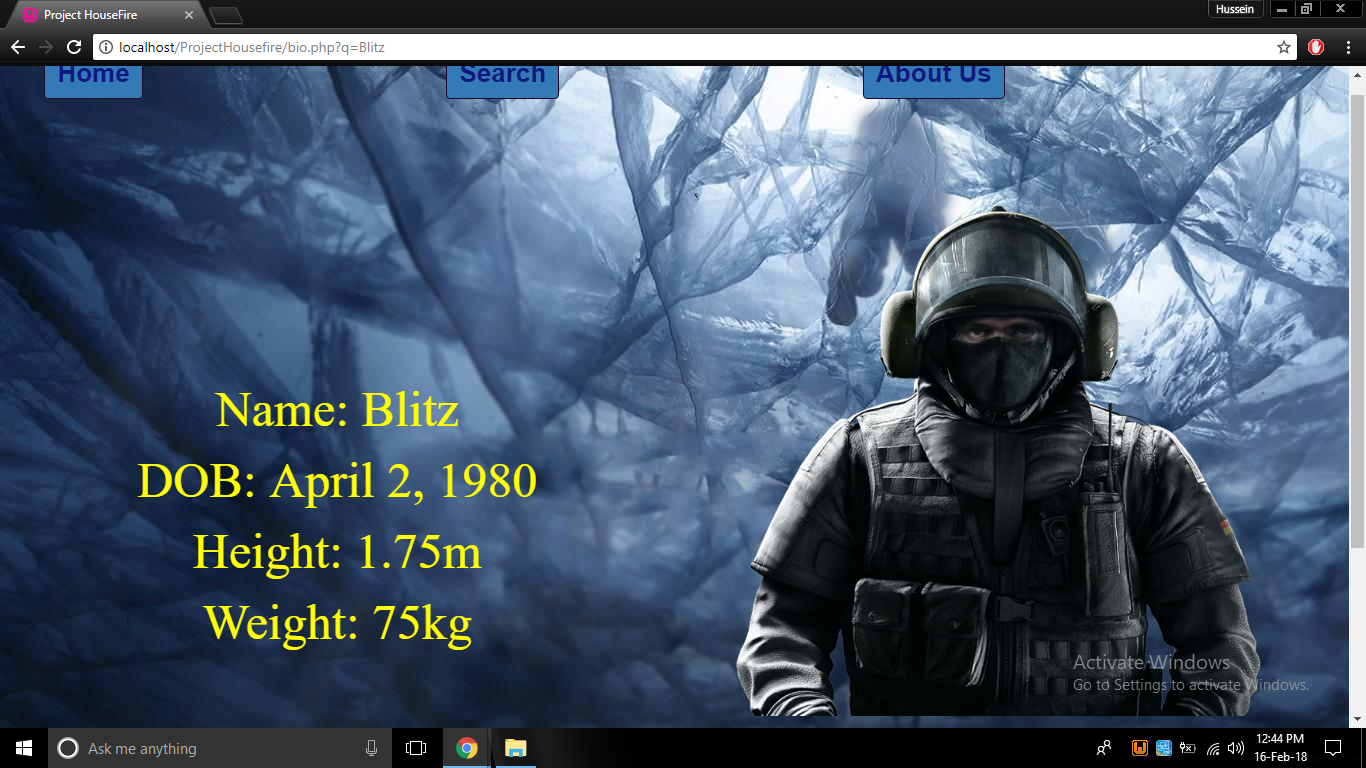 Project HouseFire
Hussein
localhost/ProjectHousefire/bio.php?q=Blitz
Home
Search
About Us
Name: Blitz
DOB: April 2, 1980
Height: 1.75m
Weight: 75kg
Activate Windows
Go to Settings to activate Windows.
Ask me anything
12:44 PM
16-Feb-18